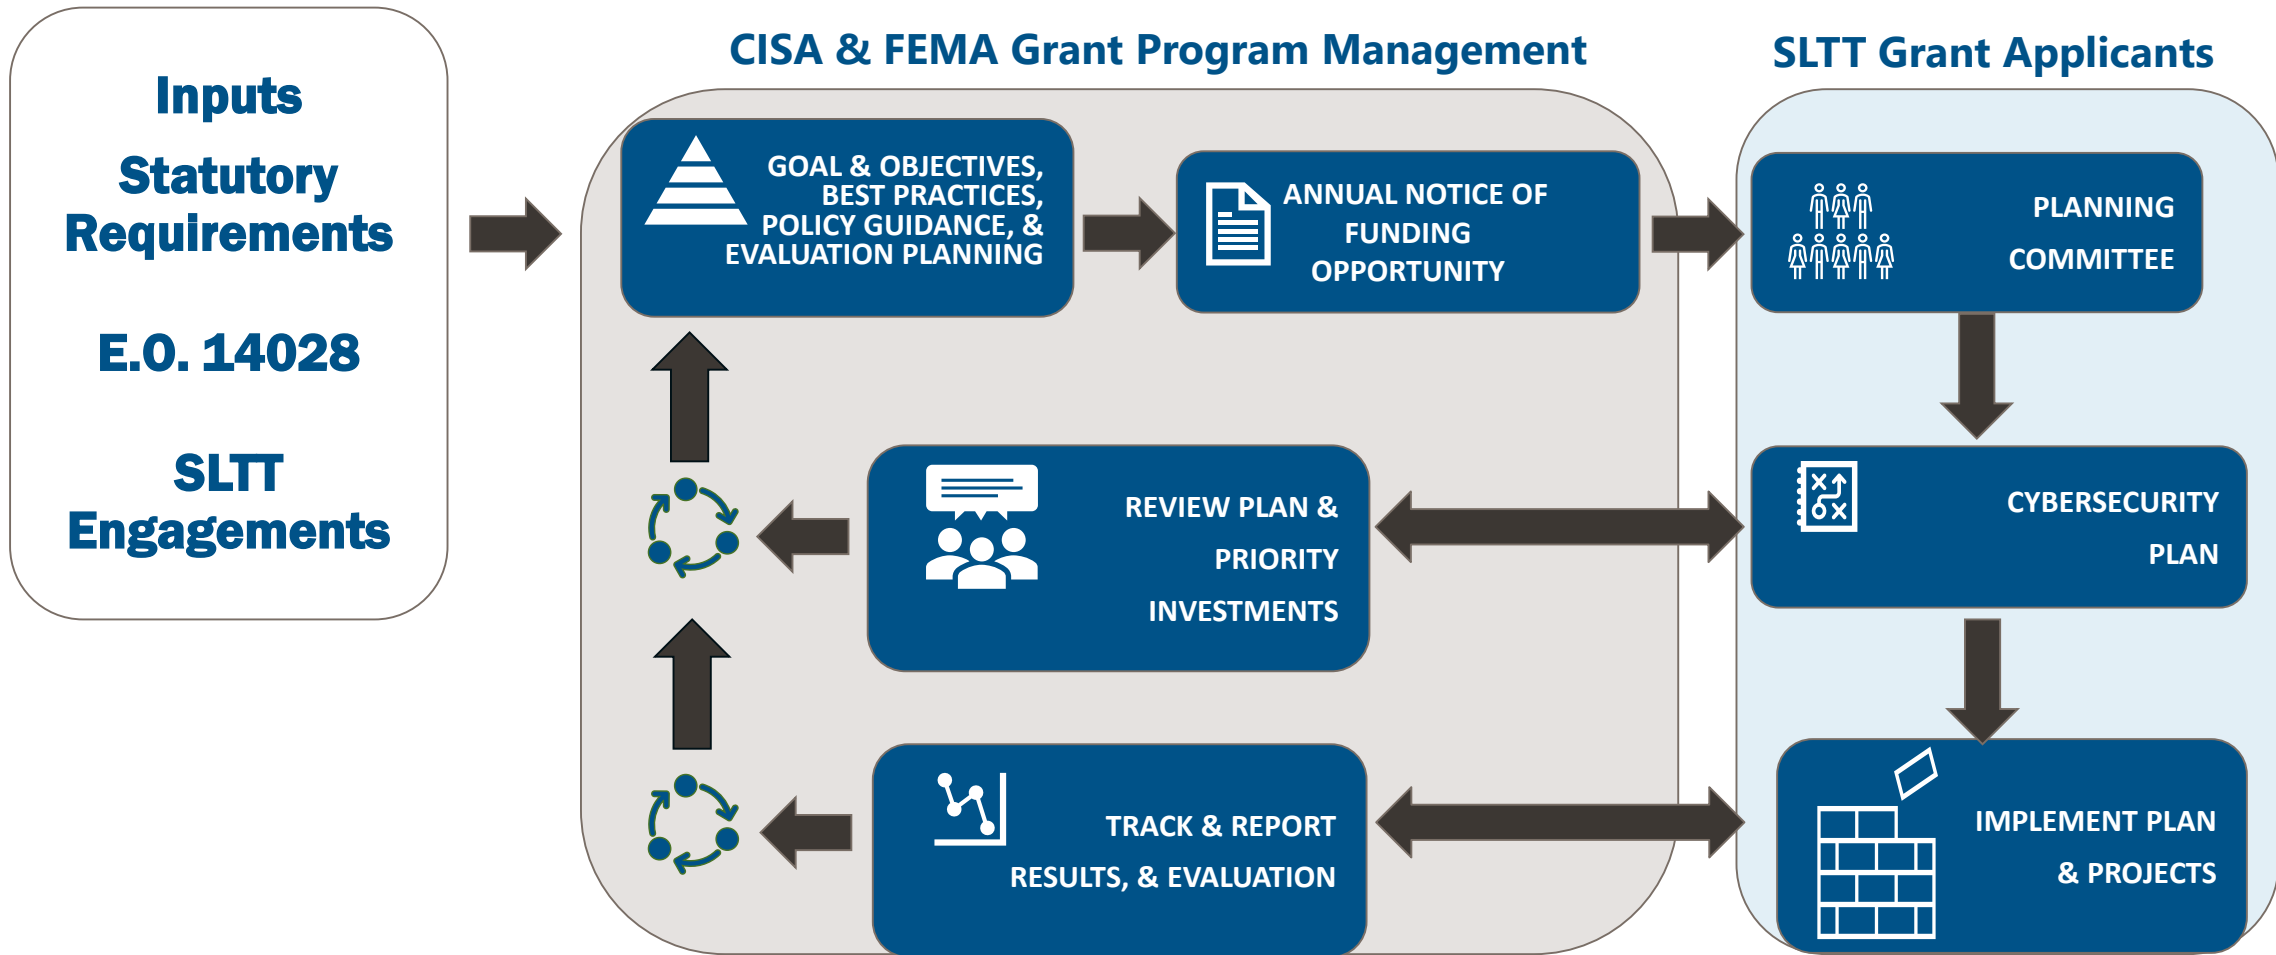 Inputs
Statutory
Requirements
E.O. 14028
SLTT
Engagements
CISA & FEMA Grant Program Management
GOAL & OBJECTIVES,
BEST PRACTICES,
POLICY GUIDANCE, &
EVALUATION PLANNING
ANNUAL NOTICE OF
FUNDING
OPPORTUNITY
REVIEW PLAN &
PRIORITY
INVESTMENTS
TRACK & REPORT
RESULTS, & EVALUATION
SLTT Grant Applicants
PLANNING
COMMITTEE
CYBERSECURITY
PLAN
IMPLEMENT PLAN
& PROJECTS